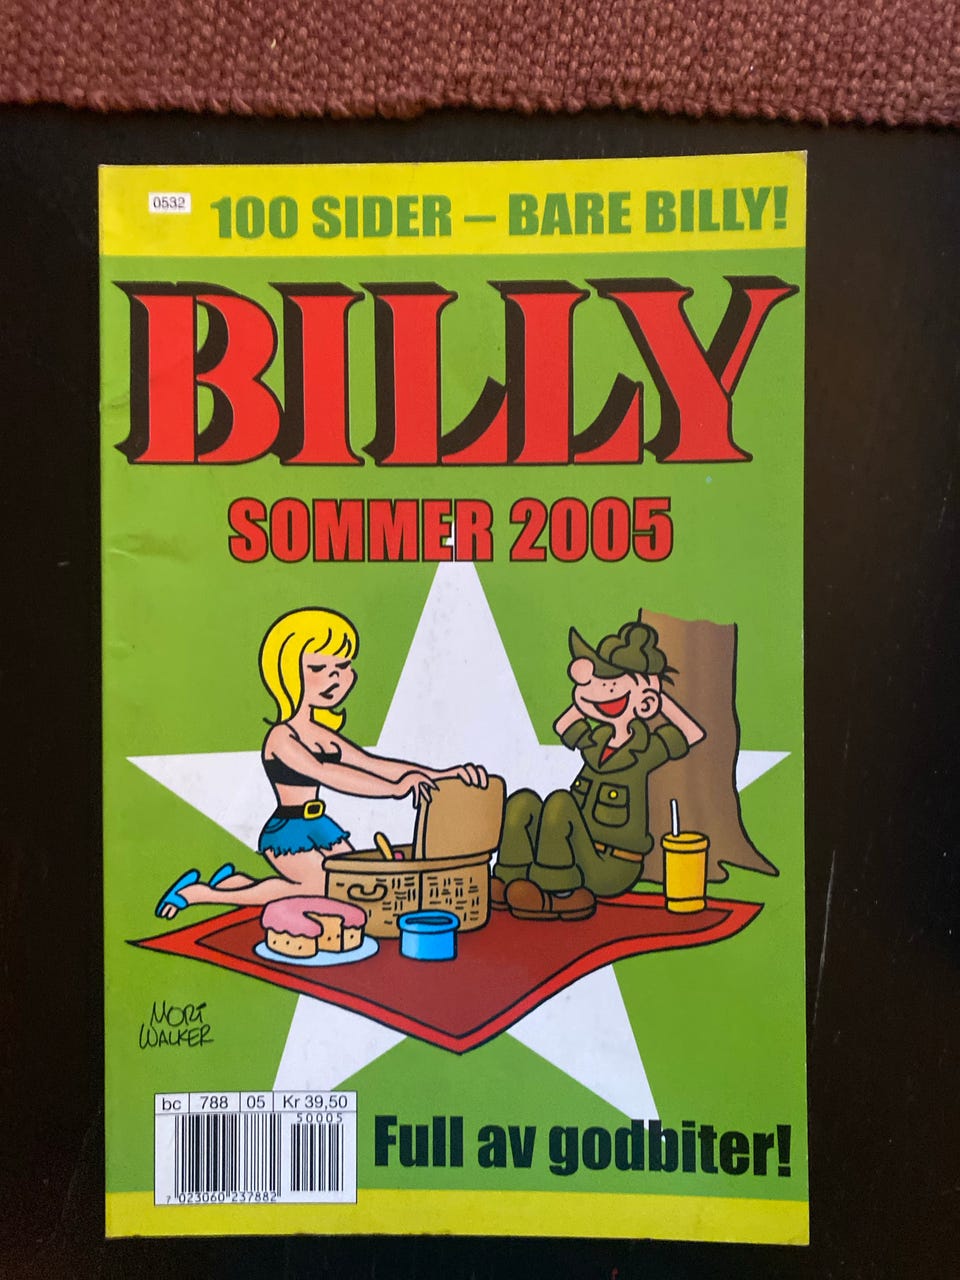 0532
100 SIDER – BARE BILLY!
BILLY
SOMMER 2005
MORT
WALKER
bc 788 05 Kr 39,50
50005
7 023060 237882
Full av godbiter!